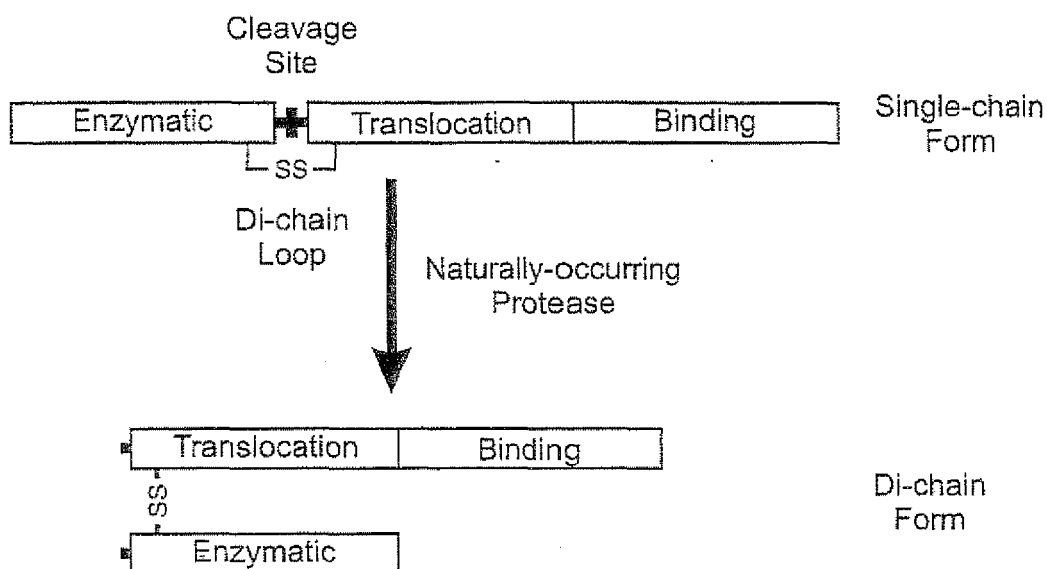 Cleavage
Site
Enzymatic
Translocation
Binding
Single-chain
Form
SS
Di-chain
Loop
Naturally-occurring
Protease
Translocation
Binding
SS
Di-chain
Form
Enzymatic